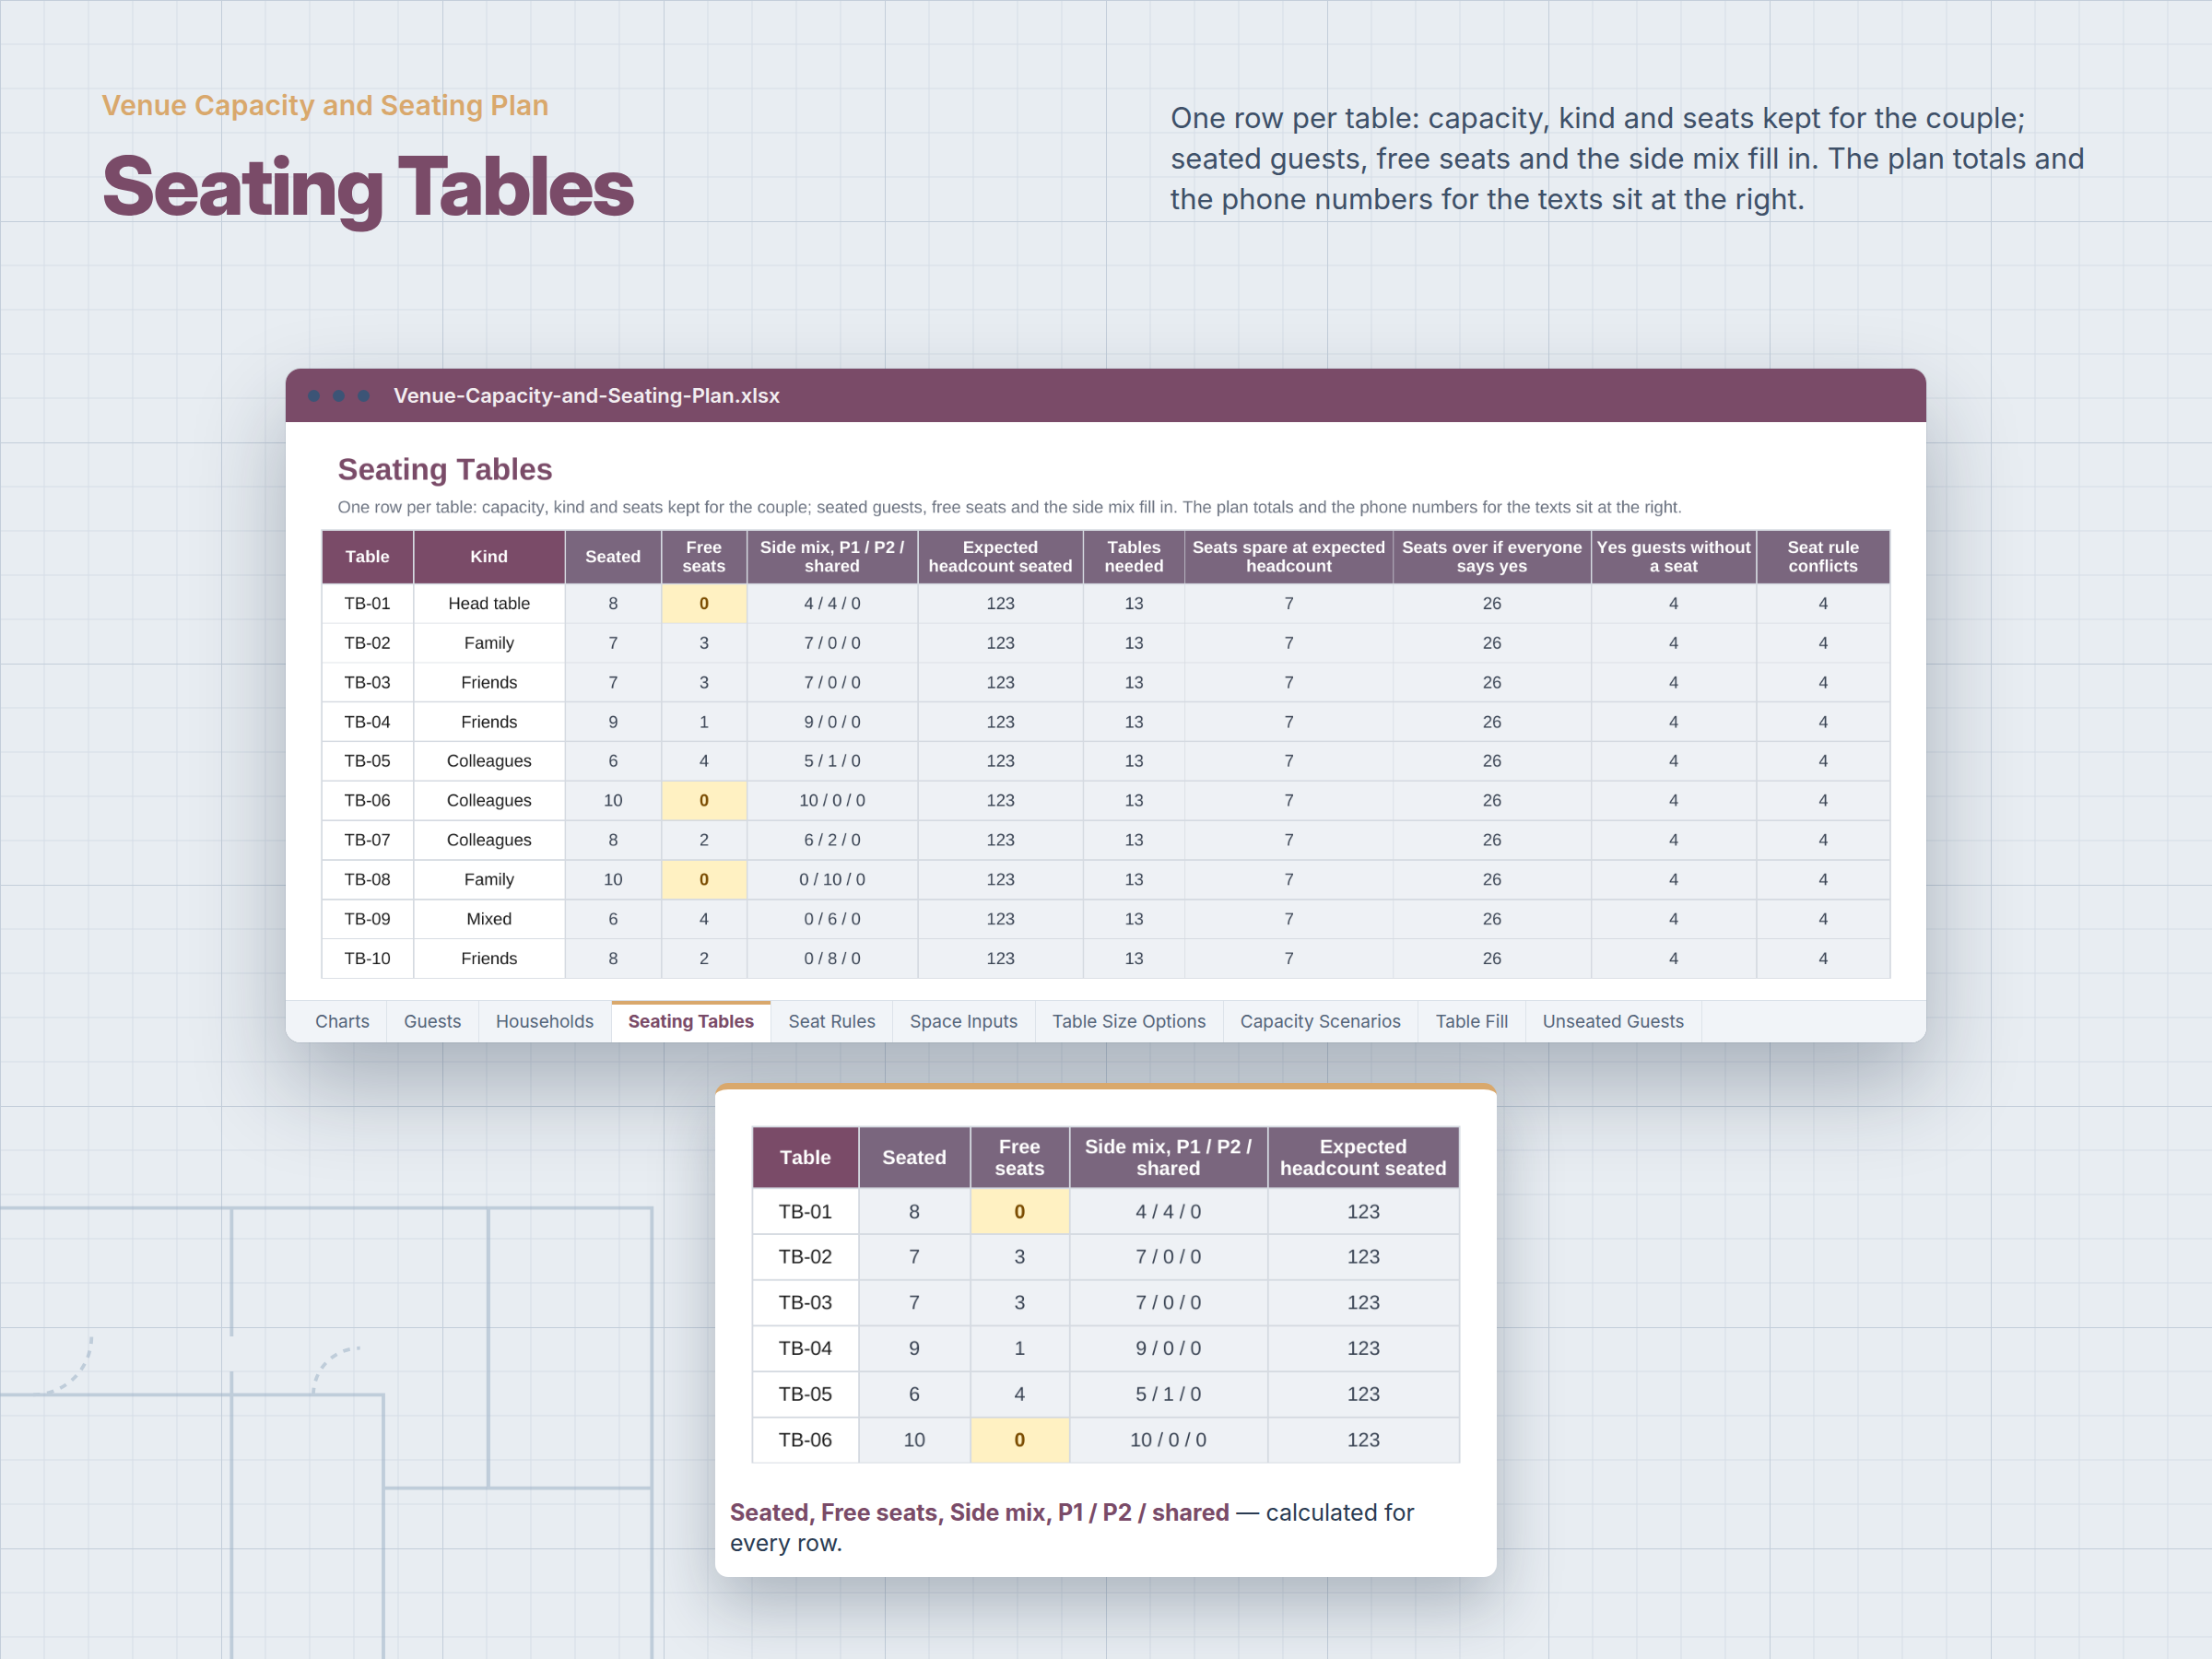 Venue Capacity and Seating Plan
Seating Tables
One row per table: capacity, kind and seats kept for the couple;
seated guests, free seats and the side mix fill in. The plan totals and
the phone numbers for the texts sit at the right.
Venue-Capacity-and-Seating-Plan.xlsx
Seating Tables
One row per table: capacity, kind and seats kept for the couple; seated guests, free seats and the side mix fill in. The plan totals and the phone numbers for the texts sit at the right.
Table Kind Seated Free seats Side mix, P1 / P2 / shared Expected headcount seated Tables needed Seats spare at expected headcount Seats over if everyone says yes Yes guests without a seat Seat rule conflicts
TB-01 Head table 8 0 4 / 4 / 0 123 13 7 26 4 4
TB-02 Family 7 3 7 / 0 / 0 123 13 7 26 4 4
TB-03 Friends 7 3 7 / 0 / 0 123 13 7 26 4 4
TB-04 Friends 9 1 9 / 0 / 0 123 13 7 26 4 4
TB-05 Colleagues 6 4 5 / 1 / 0 123 13 7 26 4 4
TB-06 Colleagues 10 0 10 / 0 / 0 123 13 7 26 4 4
TB-07 Colleagues 8 2 6 / 2 / 0 123 13 7 26 4 4
TB-08 Family 10 0 0 / 10 / 0 123 13 7 26 4 4
TB-09 Mixed 6 4 0 / 6 / 0 123 13 7 26 4 4
TB-10 Friends 8 2 0 / 8 / 0 123 13 7 26 4 4
Charts Guests Households Seating Tables Seat Rules Space Inputs Table Size Options Capacity Scenarios Table Fill Unseated Guests
Table Seated Free seats Side mix, P1 / P2 / shared Expected headcount seated
TB-01 8 0 4 / 4 / 0 123
TB-02 7 3 7 / 0 / 0 123
TB-03 7 3 7 / 0 / 0 123
TB-04 9 1 9 / 0 / 0 123
TB-05 6 4 5 / 1 / 0 123
TB-06 10 0 10 / 0 / 0 123
Seated, Free seats, Side mix, P1 / P2 / shared — calculated for
every row.